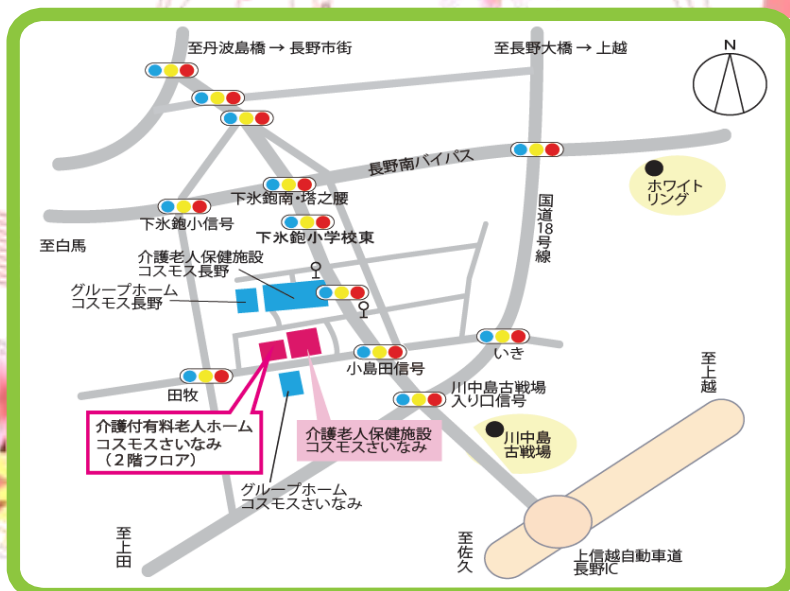 至丹波島橋 → 長野市街
至長野大橋 → 上越
N
長野南バイパス
ホワイト
リング
下氷鉋南・塔之腰
下氷鉋小信号
下氷鉋小学校東
国道18号線
至白馬
介護老人保健施設
コスモス長野
グループホーム
コスモス長野
小島田信号
いき
田牧
川中島古戦場
入り口信号
至上越
介護付有料老人ホーム
コスモスさいなみ
(2階フロア)
介護老人保健施設
コスモスさいなみ
川中島
古戦場
グループホーム
コスモスさいなみ
至上田
至佐久
上信越自動車道
長野IC